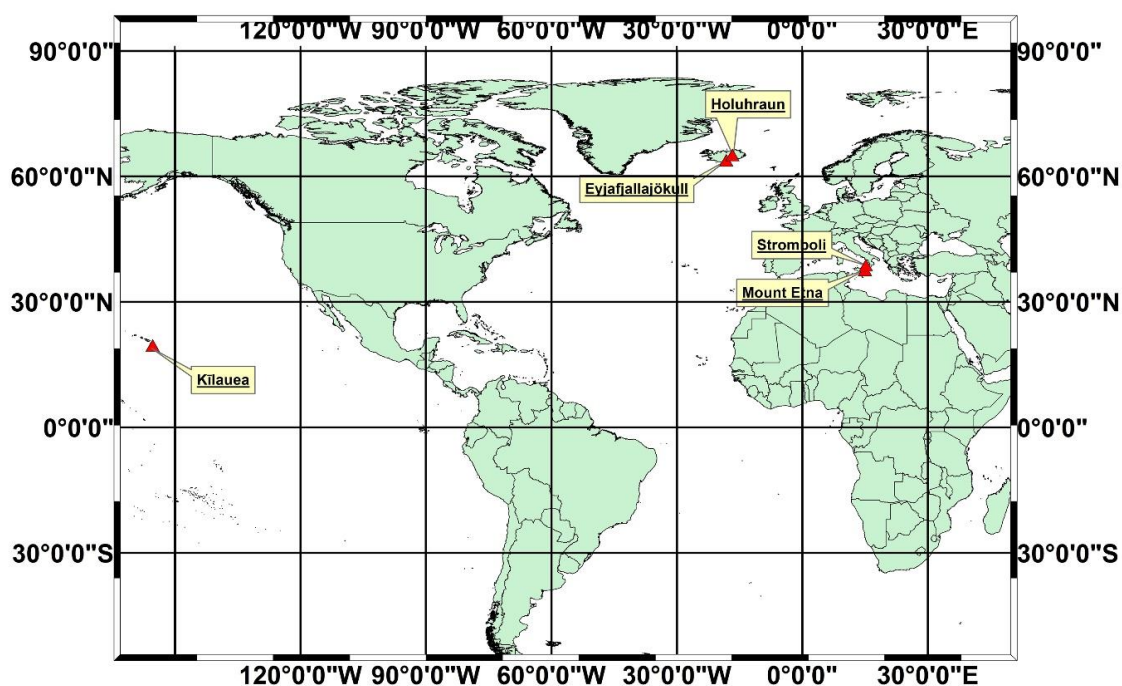 120°0'0"W 90°0'0"W 60°0'0"W 30°0'0"W 0°0'0" 30°0'0"E
90°0'0"N 90°0'0"N
Holuhraun
60°0'0"N 60°0'0"N
Eyjafjallajökull
Stromboli
Mount Etna
30°0'0"N 30°0'0"N
Kīlauea
0°0'0" 0°0'0"
30°0'0"S 30°0'0"S
120°0'0"W 90°0'0"W 60°0'0"W 30°0'0"W 0°0'0" 30°0'0"E